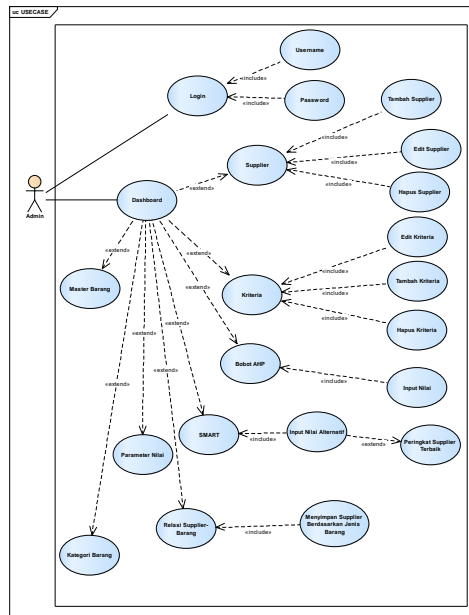 uc USECASE
Username
«include»
Login
«include»
Password
Tambah Supplier
«include»
Supplier
«include»
Edit Supplier
«include»
Hapus Supplier
Admin
Dashboard
«extend»
Edit Kriteria
«extend»
«extend»
«extend»
«include»
Master Barang
Kriteria
«include»
Tambah Kriteria
«include»
Hapus Kriteria
«extend»
«extend»
Bobot AHP
«include»
Input Nilai
«extend»
SMART
«include»
Input Nilai Alternatif
«extend»
Peringkat Supplier
Terbaik
Parameter Nilai
«extend»
Relasi Supplier-
Barang
«include»
Menyimpan Supplier
Berdasarkan Jenis
Barang
Kategori Barang